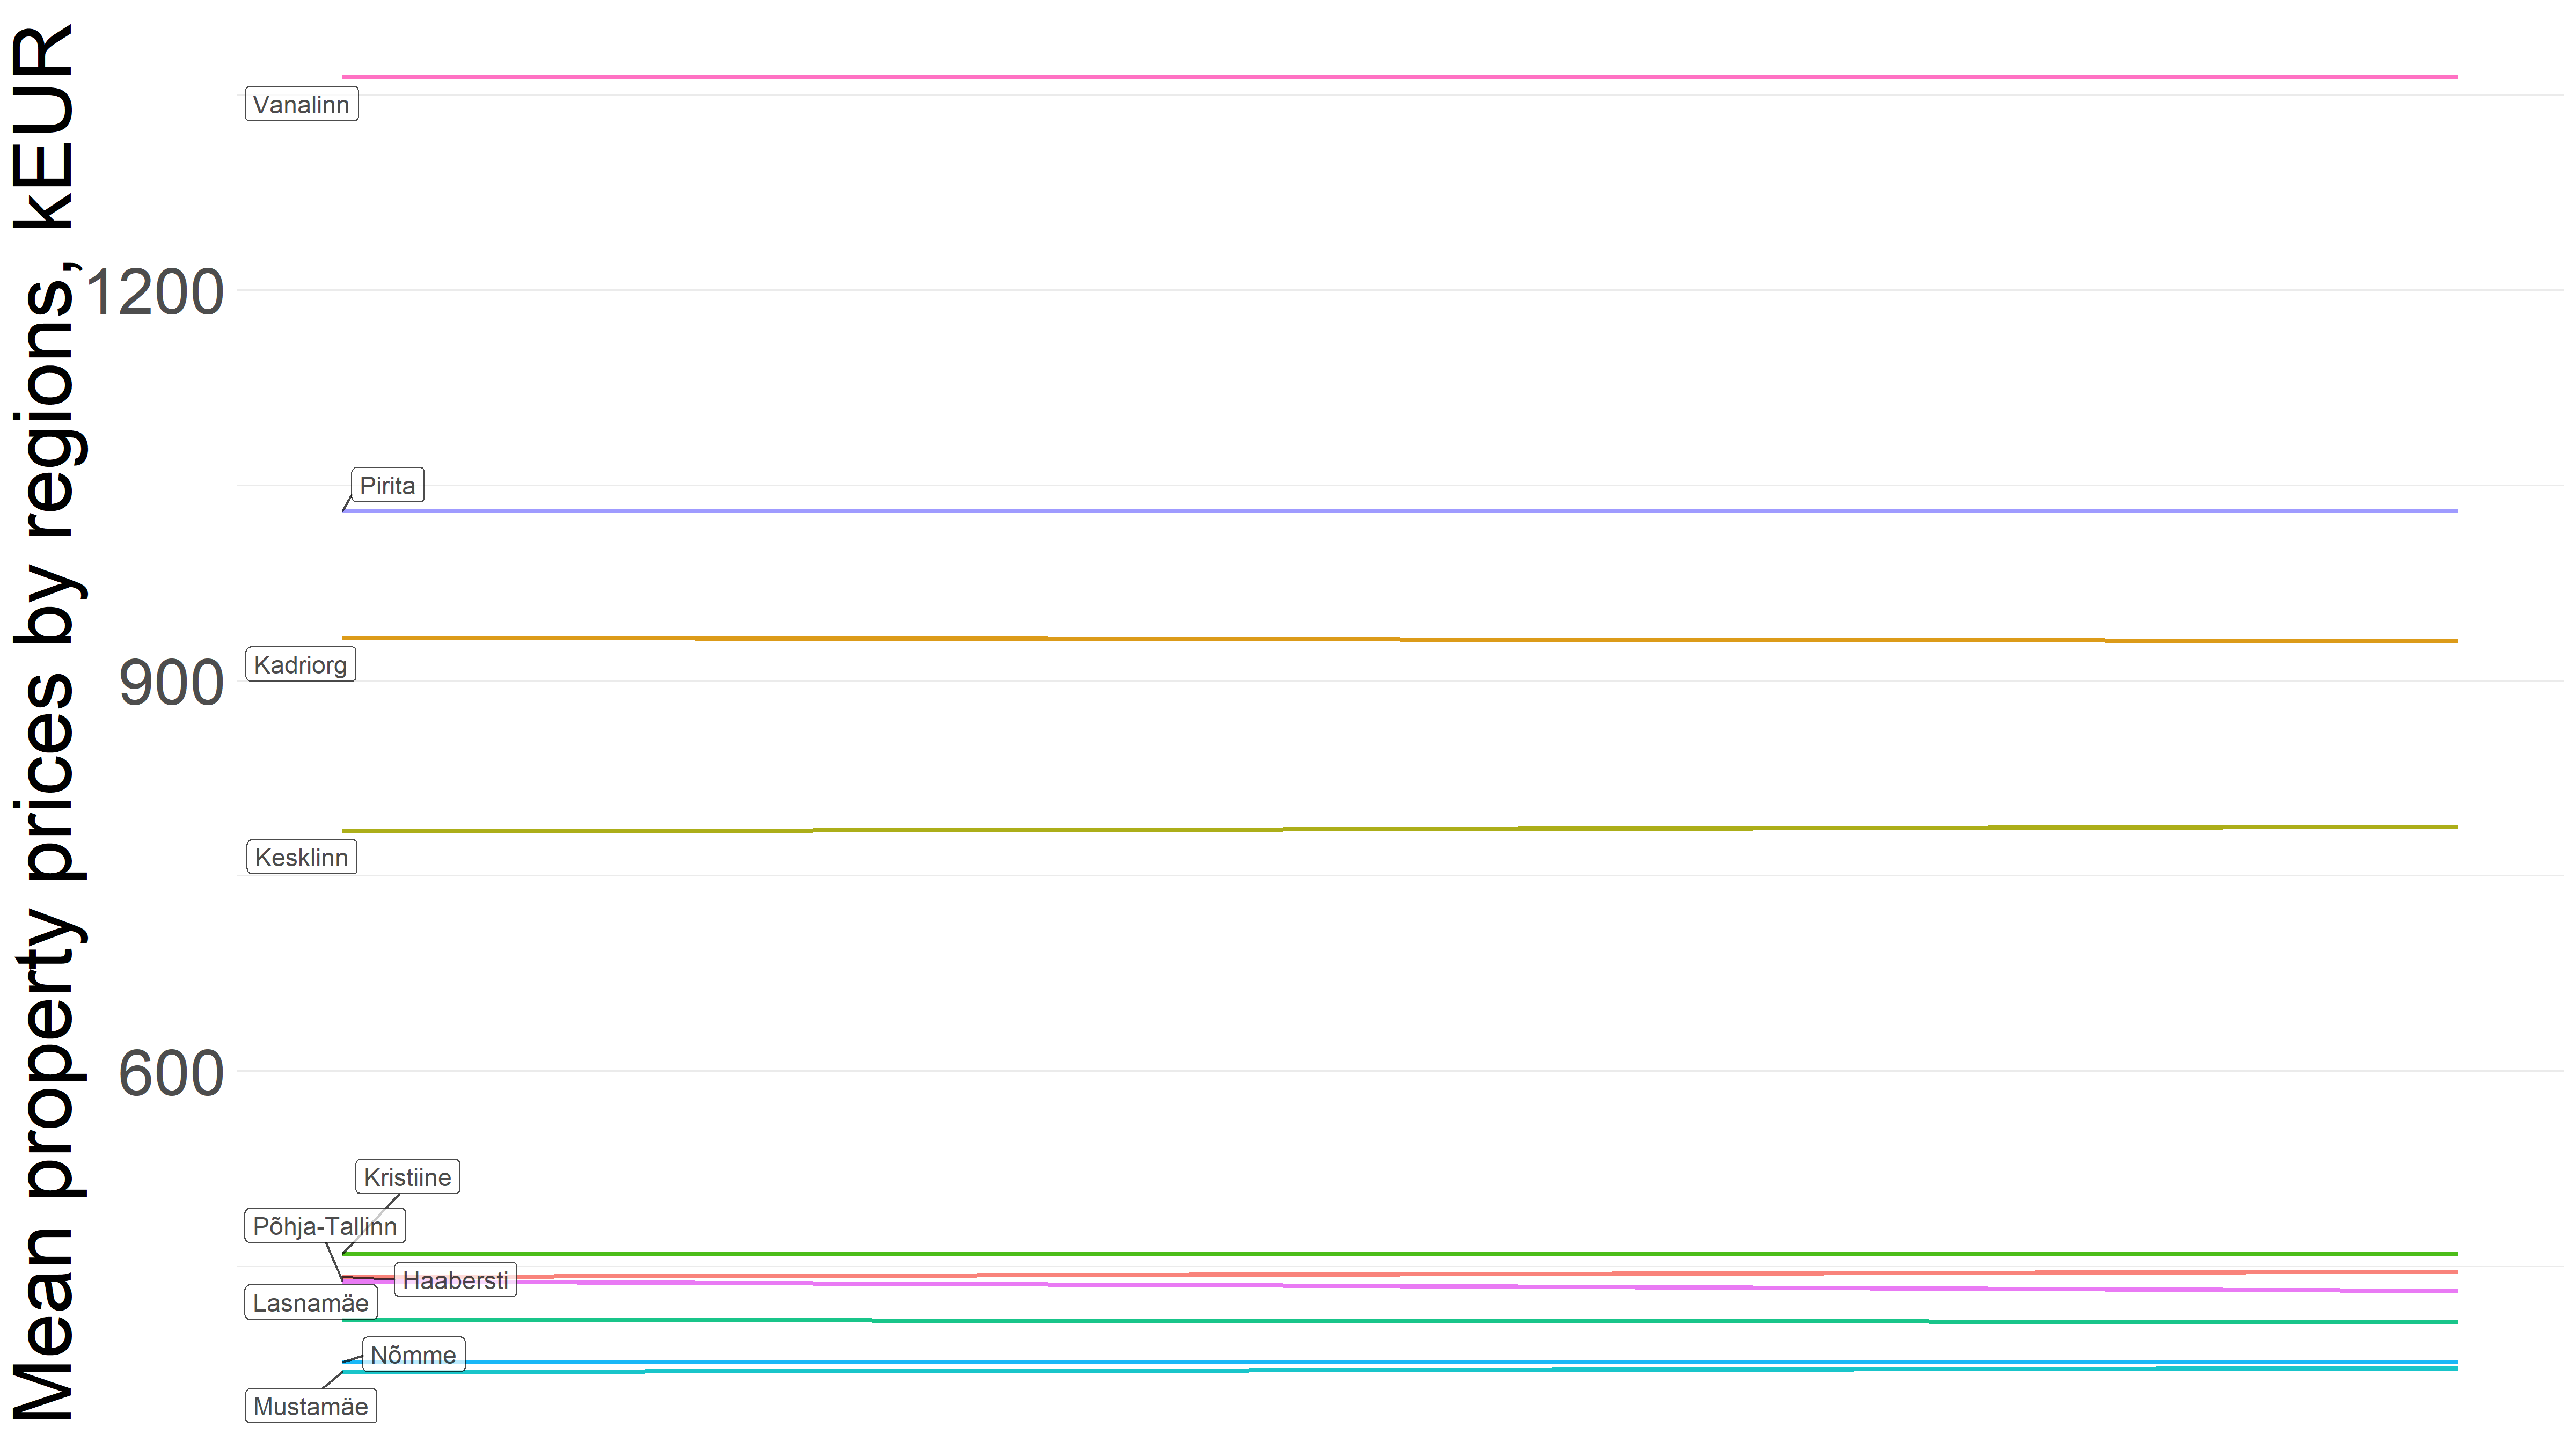 Mean property prices by regions, kEUR
1200
900
600
Vanalinn
Pirita
Kadriorg
Kesklinn
Kristiine
Põhja-Tallinn
Haabersti
Lasnamäe
Nõmme
Mustamäe